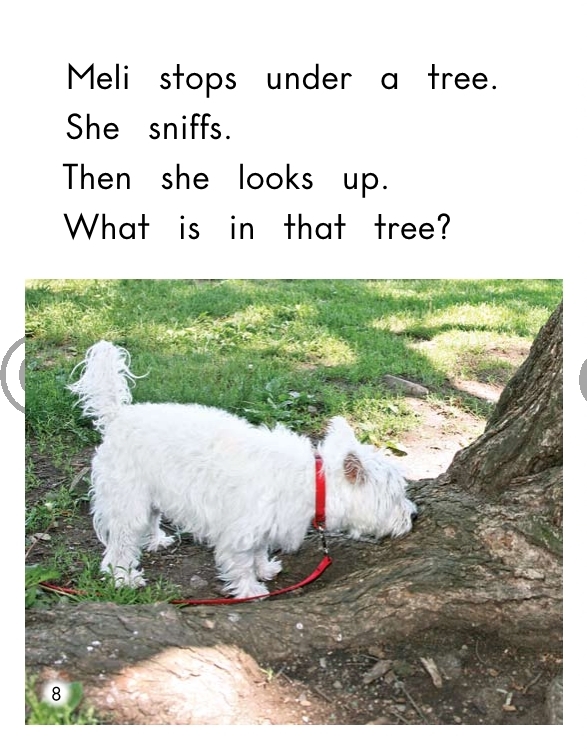 Meli stops under a tree.
She sniffs.
Then she looks up.
What is in that tree?
8